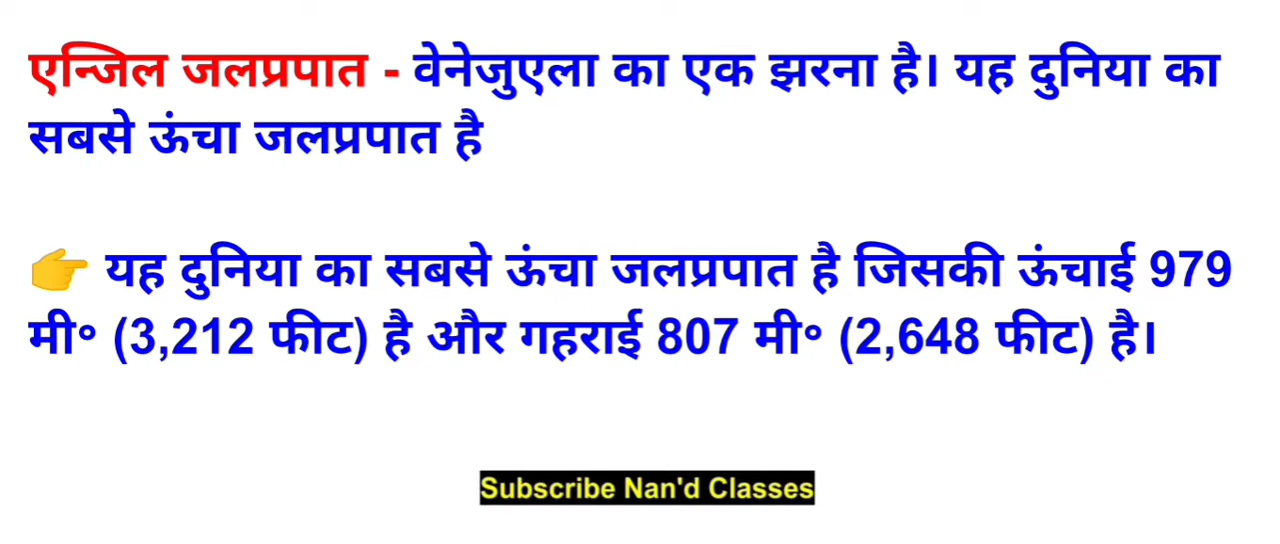 एन्जिल जलप्रपात - वेनेजुएला का एक झरना है। यह दुनिया का
सबसे ऊंचा जलप्रपात है
👉 यह दुनिया का सबसे ऊंचा जलप्रपात है जिसकी ऊंचाई 979
मी॰ (3,212 फीट) है और गहराई 807 मी॰ (2,648 फीट) है।
Subscribe Nan'd Classes